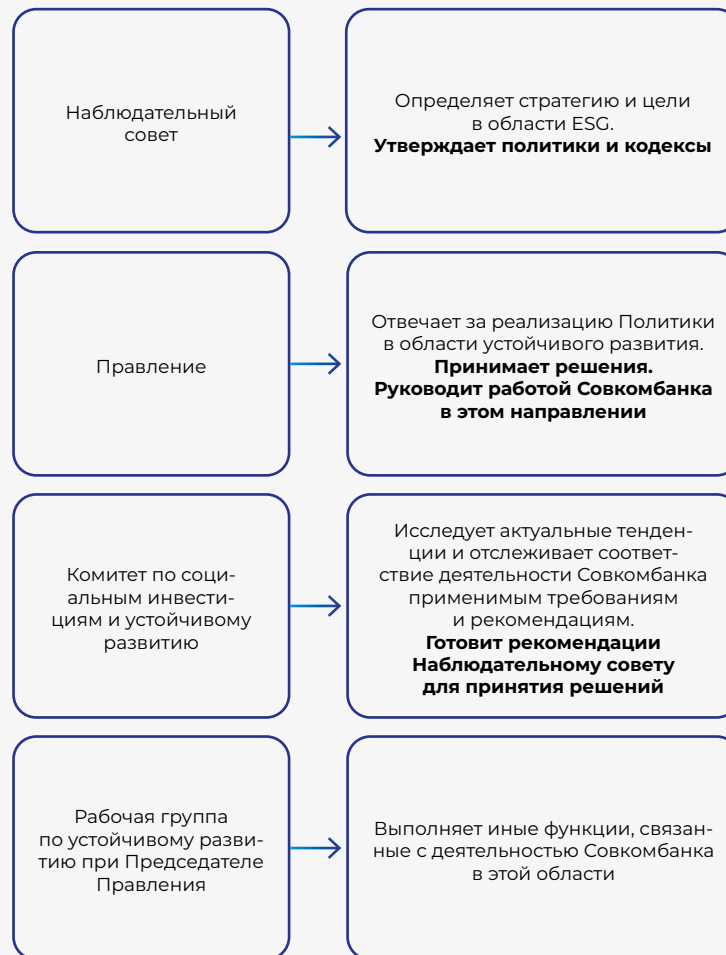 Наблюдательный
совет
Определяет стратегию и цели
в области ESG.
Утверждает политики и кодексы
Правление
Отвечает за реализацию Политики
в области устойчивого развития.
Принимает решения.
Руководит работой Совкомбанка
в этом направлении
Комитет по соци-
альным инвести-
циям и устойчивому
развитию
Исследует актуальные тенден-
ции и отслеживает соответ-
ствие деятельности Совкомбанка
применимым требованиям
и рекомендациям.
Готовит рекомендации
Наблюдательному совету
для принятия решений
Рабочая группа
по устойчивому разви-
тию при Председателе
Правления
Выполняет иные функции, связан-
ные с деятельностью Совкомбанка
в этой области